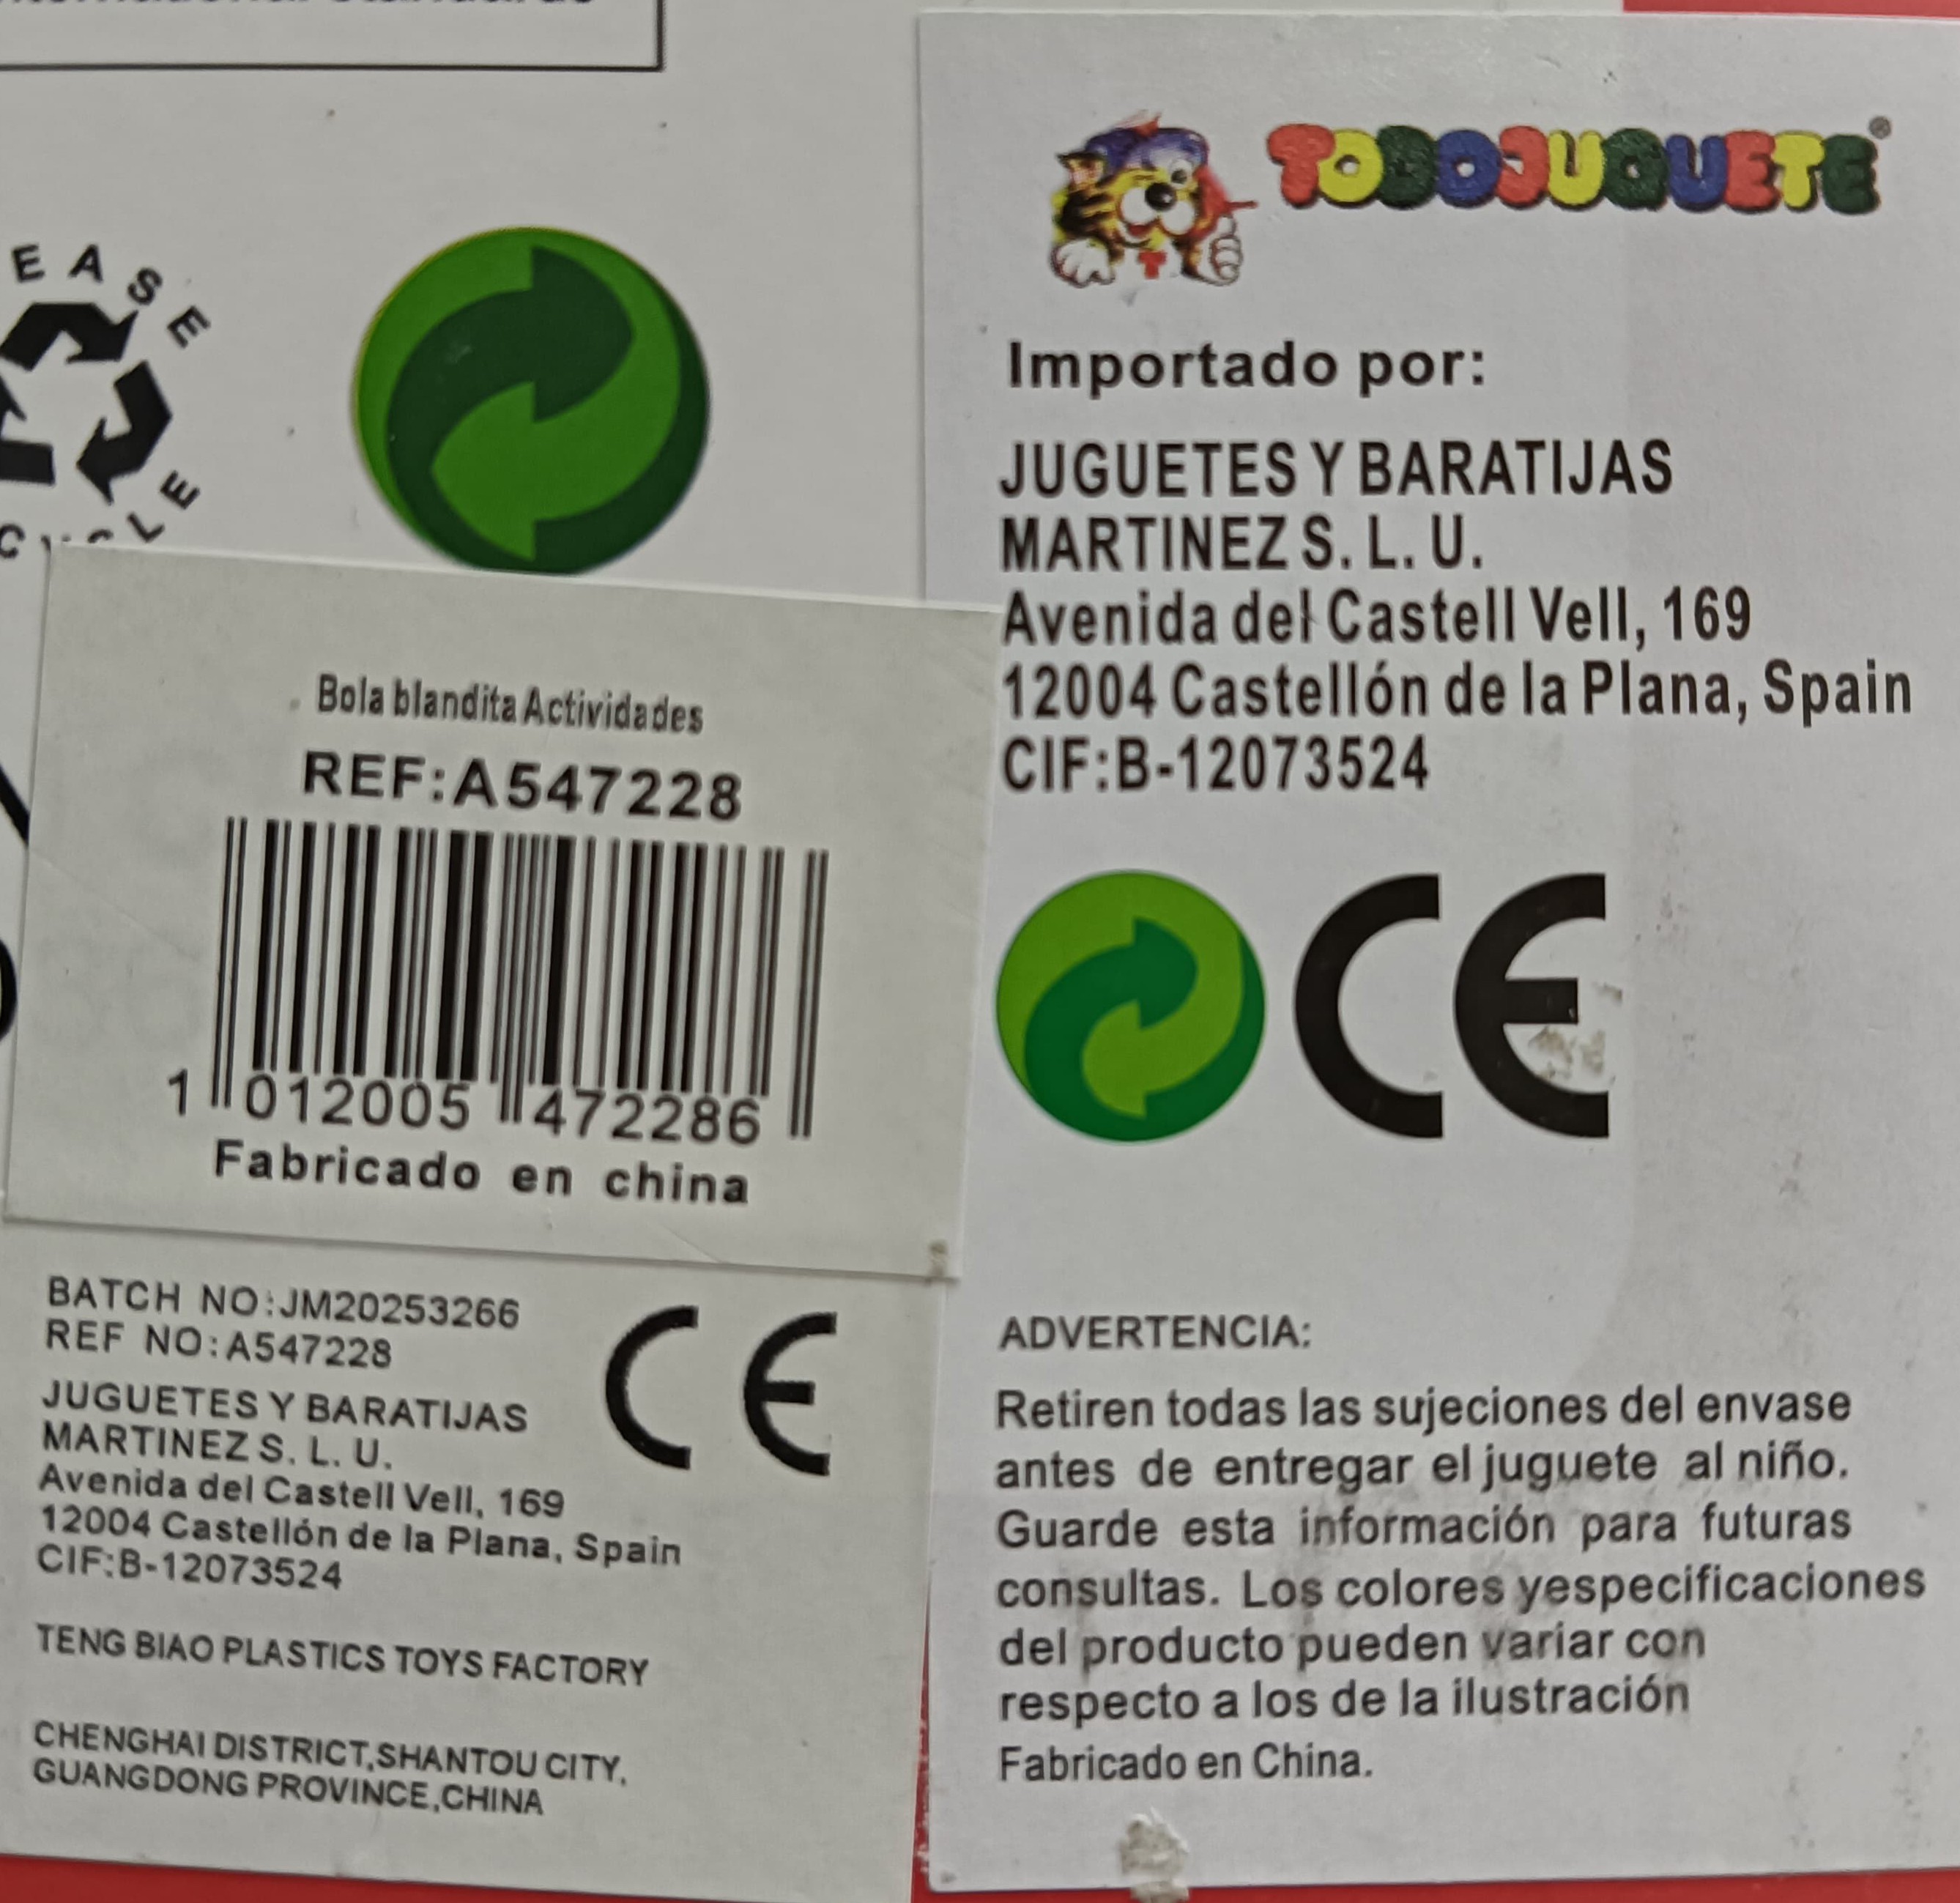 EASE
CYCLE
TODOJUGUETE®
Importado por:
JUGUETES Y BARATIJAS
MARTINEZ S. L. U.
Avenida del Castell Vell, 169
12004 Castellón de la Plana, Spain
CIF:B-12073524
CE
ADVERTENCIA:
Retiren todas las sujeciones del envase
antes de entregar el juguete al niño.
Guarde esta información para futuras
consultas. Los colores yespecificaciones
del producto pueden variar con
respecto a los de la ilustración
Fabricado en China.
Bola blandita Actividades
REF:A547228
1 012005 472286
Fabricado en china
BATCH NO:JM20253266
REF NO:A547228
CE
JUGUETES Y BARATIJAS
MARTINEZ S. L. U.
Avenida del Castell Vell, 169
12004 Castellón de la Plana, Spain
CIF:B-12073524
TENG BIAO PLASTICS TOYS FACTORY
CHENGHAI DISTRICT,SHANTOU CITY,
GUANGDONG PROVINCE,CHINA